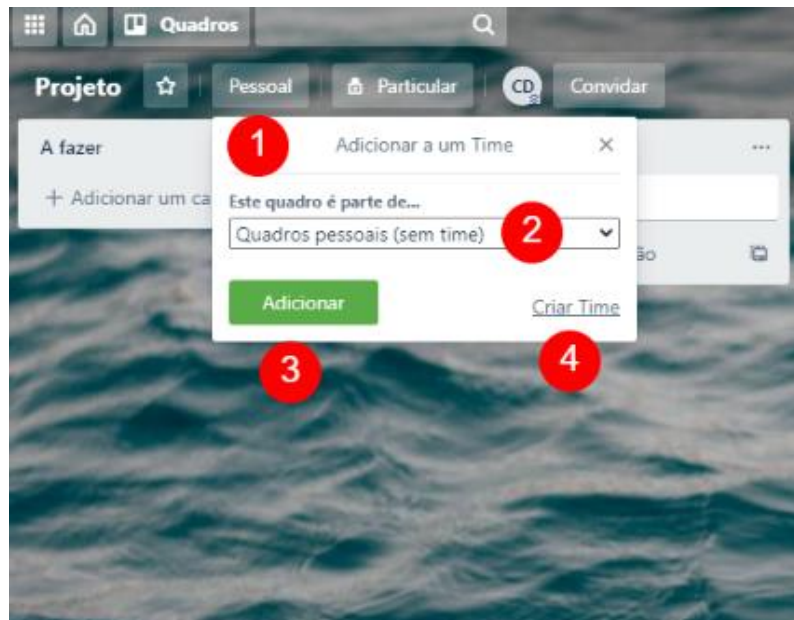 Quadros
Projeto Pessoal Particular CD Convidar
A fazer
1 Adicionar a um Time
+ Adicionar um ca
Este quadro é parte de...
Quadros pessoais (sem time) 2
ão
Adicionar Criar Time
3 4